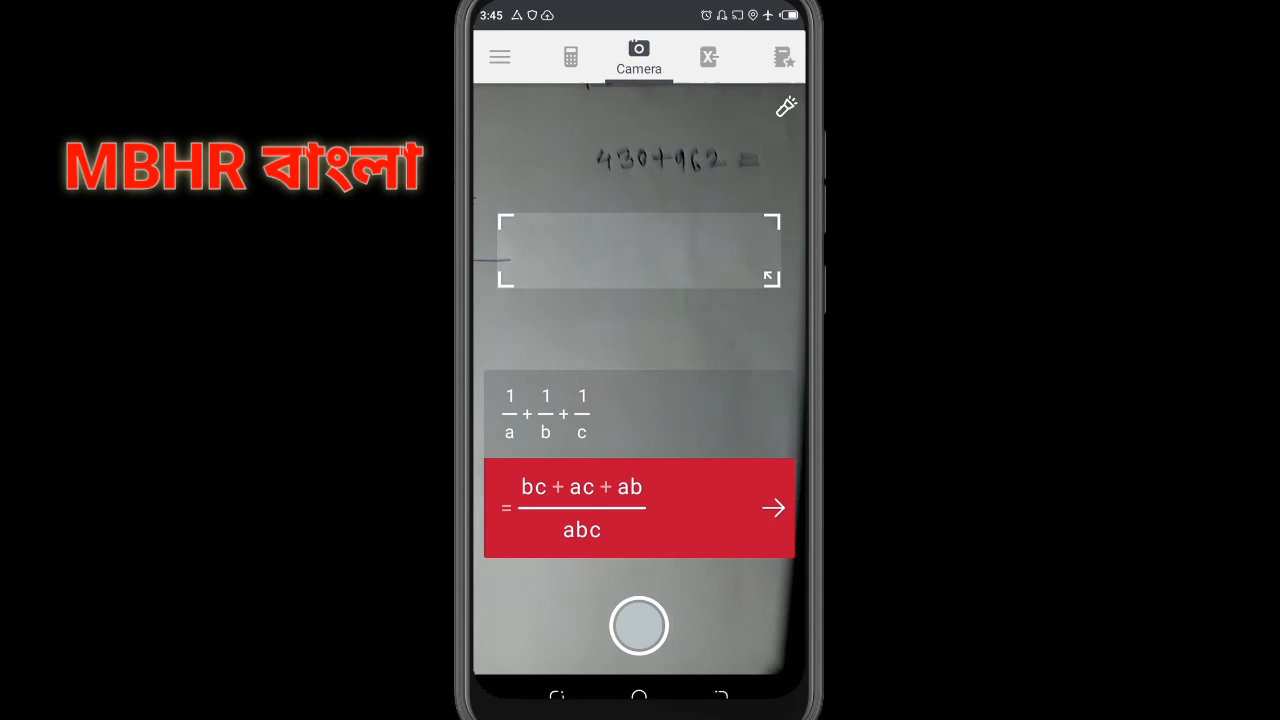 3:45
Camera
MBHR বাংলা
430+962 =
1/a + 1/b + 1/c
= (bc + ac + ab)/abc